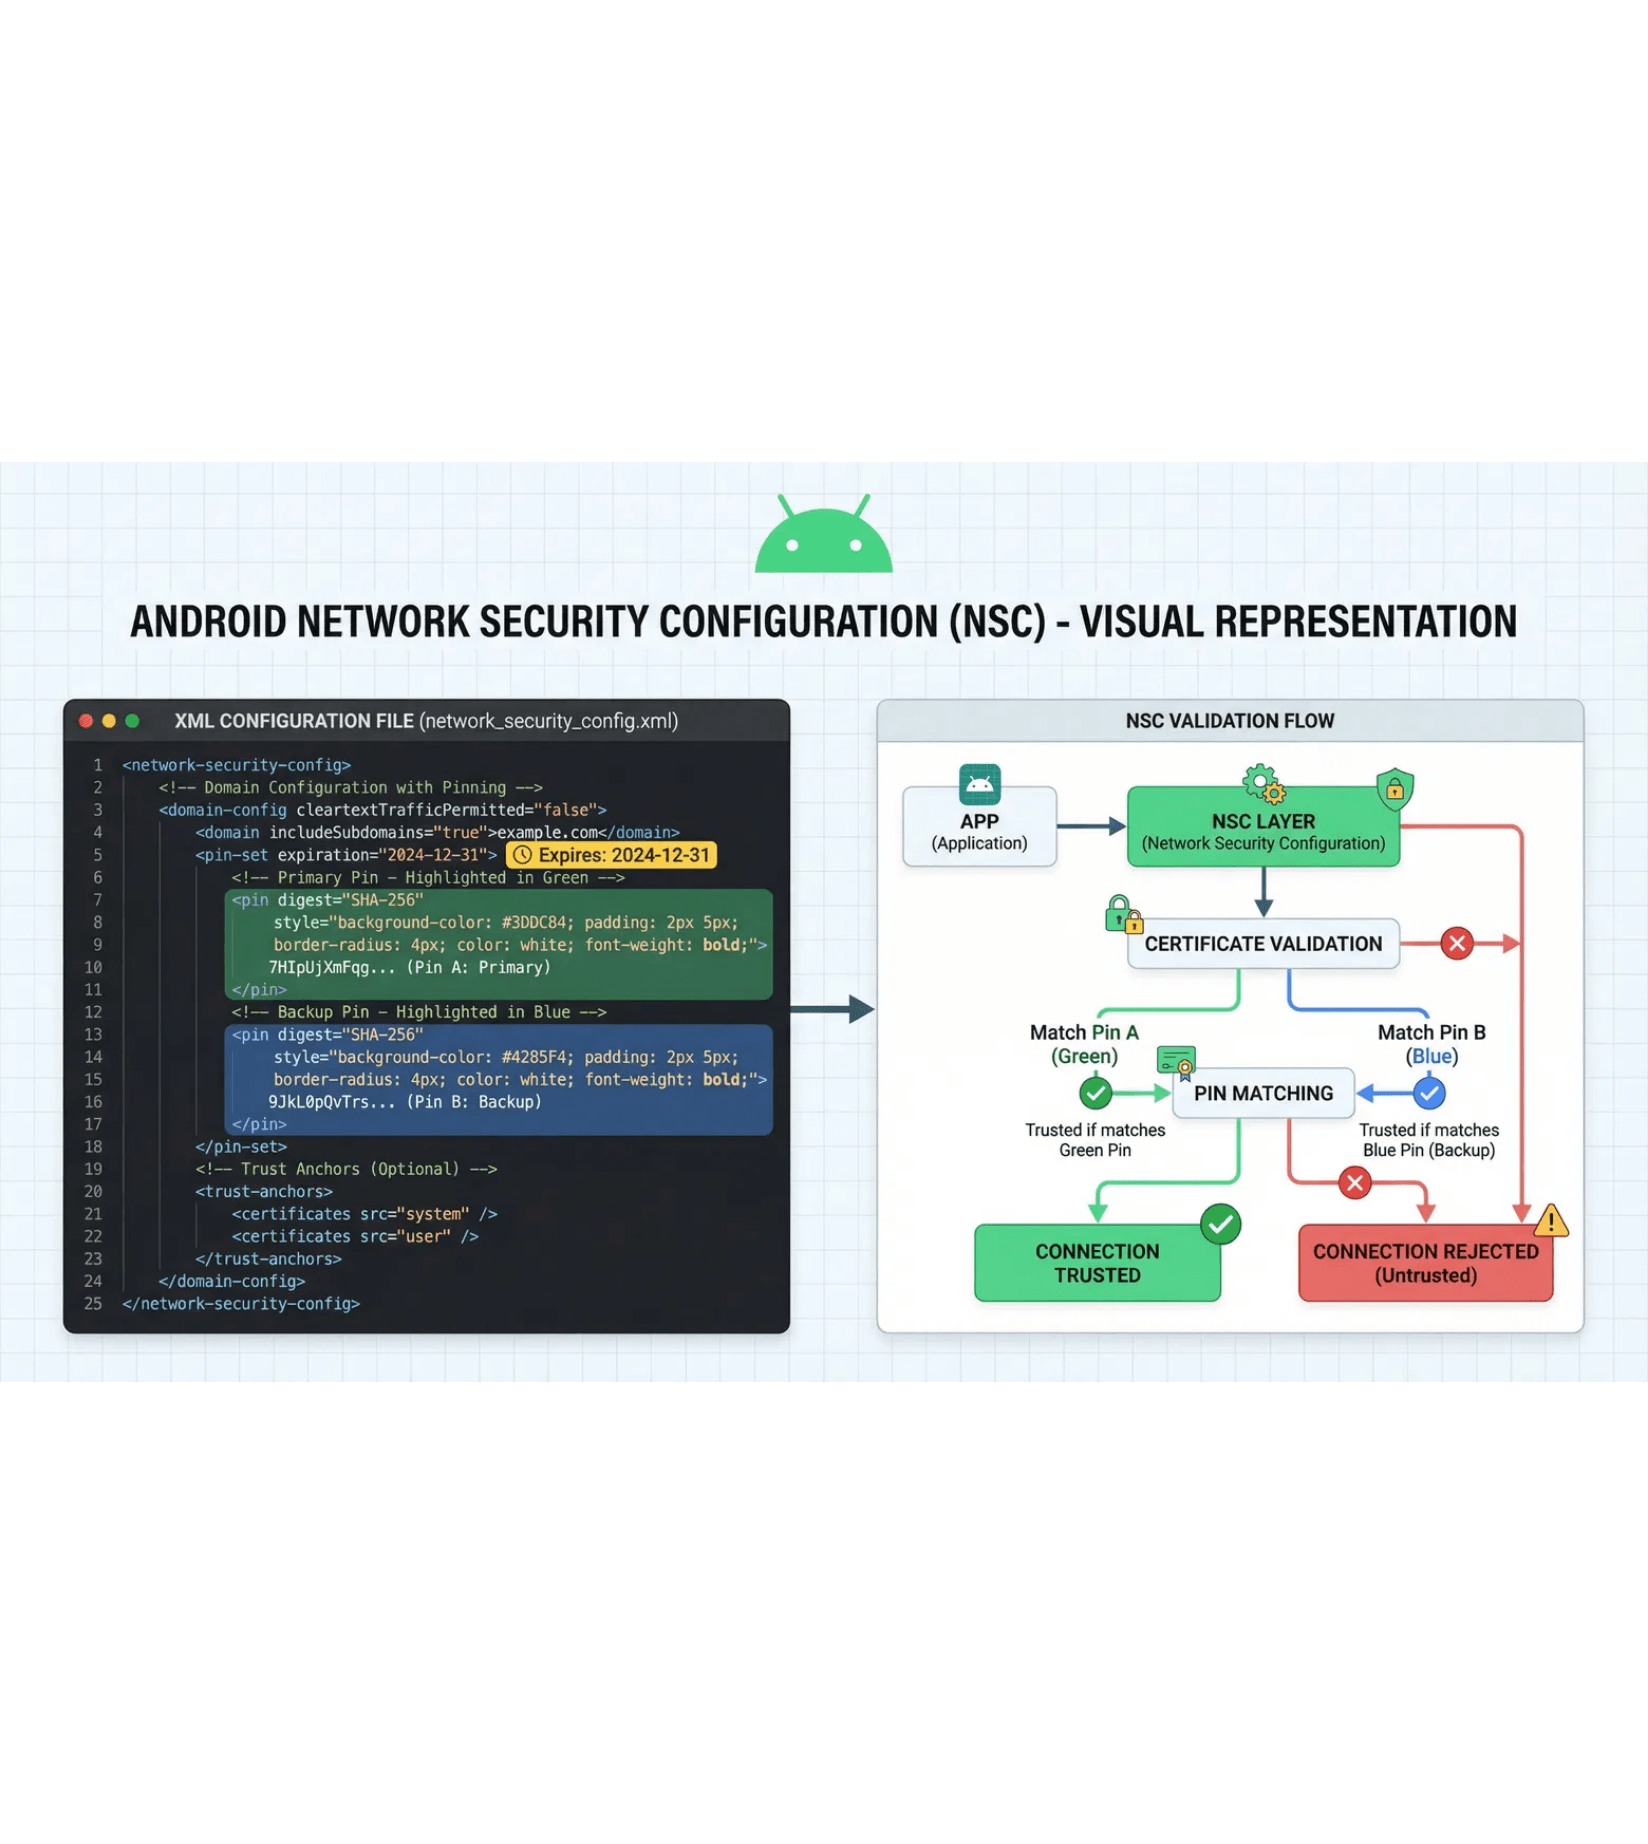 ANDROID NETWORK SECURITY CONFIGURATION (NSC) - VISUAL REPRESENTATION
XML CONFIGURATION FILE (network_security_config.xml)
1 <network-security-config>
2 <!-- Domain Configuration with Pinning -->
3 <domain-config cleartextTrafficPermitted="false">
4 <domain includeSubdomains="true">example.com</domain>
5 <pin-set expiration="2024-12-31"> Expires: 2024-12-31
6 <!-- Primary Pin – Highlighted in Green -->
7 <pin digest="SHA-256"
8 style="background-color: #3DDC84; padding: 2px 5px;
9 border-radius: 4px; color: white; font-weight: bold;">
10 7HIpUjXmFqg... (Pin A: Primary)
11 </pin>
12 <!-- Backup Pin – Highlighted in Blue -->
13 <pin digest="SHA-256"
14 style="background-color: #4285F4; padding: 2px 5px;
15 border-radius: 4px; color: white; font-weight: bold;">
16 9JkL0pQvTrs... (Pin B: Backup)
17 </pin>
18 </pin-set>
19 <!-- Trust Anchors (Optional) -->
20 <trust-anchors>
21 <certificates src="system" />
22 <certificates src="user" />
23 </trust-anchors>
24 </domain-config>
25 </network-security-config>
NSC VALIDATION FLOW
APP
(Application)
NSC LAYER
(Network Security Configuration)
CERTIFICATE VALIDATION
Match Pin A
(Green)
Match Pin B
(Blue)
PIN MATCHING
Trusted if matches
Green Pin
Trusted if matches
Blue Pin (Backup)
CONNECTION
TRUSTED
CONNECTION REJECTED
(Untrusted)